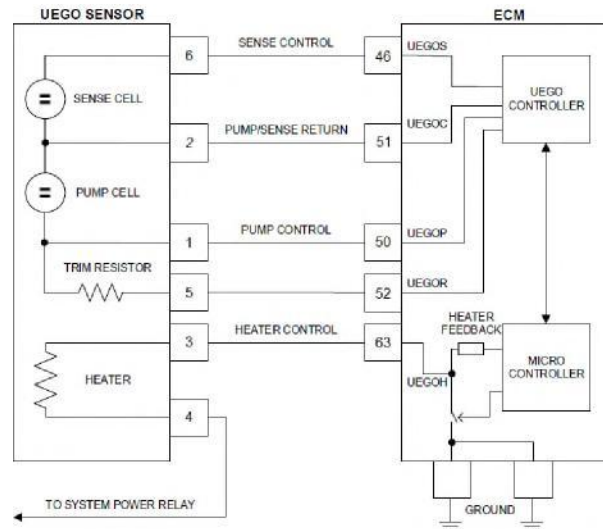 UEGO SENSOR
ECM
6
SENSE CONTROL
46
UEGOS
SENSE CELL
UEGO
CONTROLLER
2
PUMP/SENSE RETURN
51
UEGOC
PUMP CELL
1
PUMP CONTROL
50
UEGOP
TRIM RESISTOR
5
52
UEGOR
3
HEATER CONTROL
63
HEATER
FEEDBACK
MICRO
CONTROLLER
UEGOH
HEATER
4
TO SYSTEM POWER RELAY
GROUND